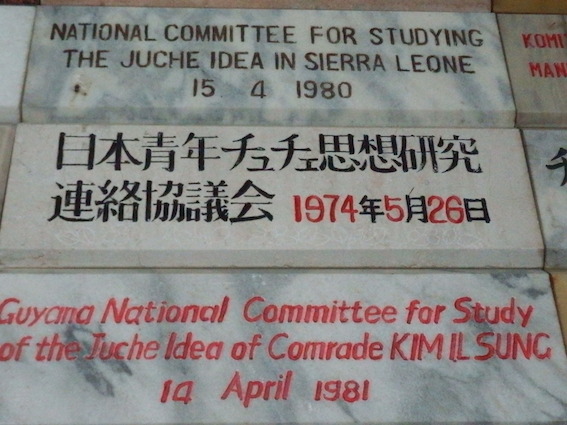 NATIONAL COMMITTEE FOR STUDYING
THE JUCHE IDEA IN SIERRA LEONE
15 4 1980
KOMI
MAN
日本青年チュチェ思想研究
連絡協議会 1974年5月26日
Guyana National Committee for Study
of the Juche Idea of Comrade KIM IL SUNG
14 April 1981